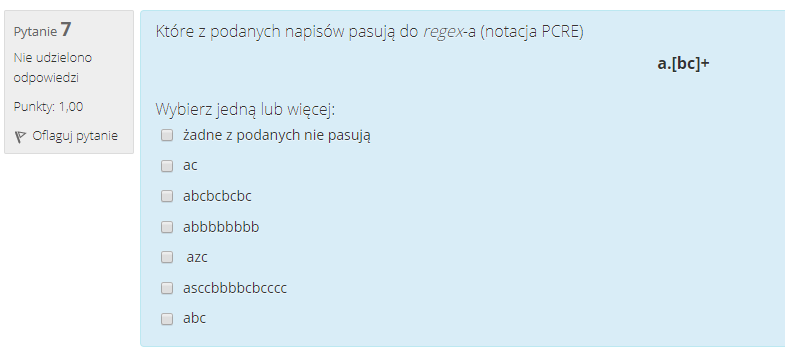 Pytanie 7
Nie udzielono
odpowiedzi
Punkty: 1,00
Oflaguj pytanie
Które z podanych napisów pasują do regex-a (notacja PCRE)
a.[bc]+
Wybierz jedną lub więcej:
żadne z podanych nie pasują
ac
abcbcbcbc
abbbbbbbb
azc
asccbbbbcbcccc
abc